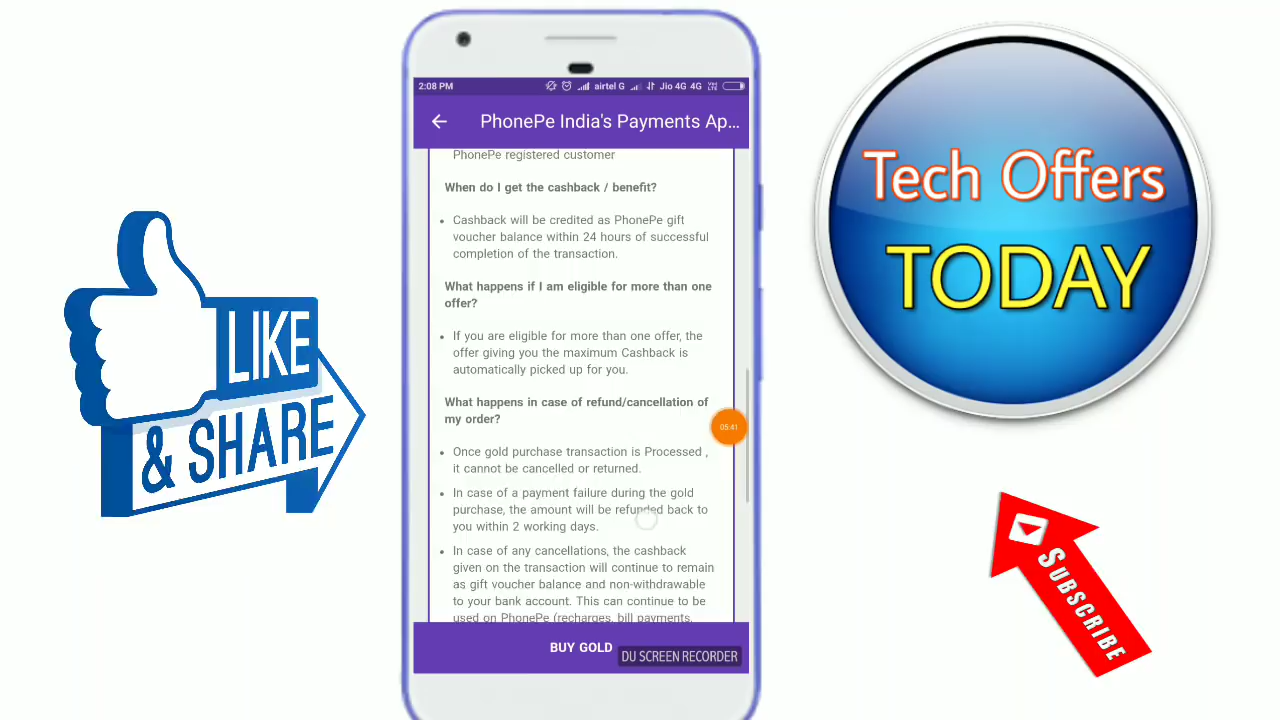 LIKE
& SHARE
2:08 PM
airtel G
Jio 4G 4G
PhonePe India's Payments Ap...
PhonePe registered customer
When do I get the cashback / benefit?
• Cashback will be credited as PhonePe gift
voucher balance within 24 hours of successful
completion of the transaction.
What happens if I am eligible for more than one
offer?
• If you are eligible for more than one offer, the
offer giving you the maximum Cashback is
automatically picked up for you.
What happens in case of refund/cancellation of
my order?
05:41
• Once gold purchase transaction is Processed ,
it cannot be cancelled or returned.
• In case of a payment failure during the gold
purchase, the amount will be refunded back to
you within 2 working days.
• In case of any cancellations, the cashback
given on the transaction will continue to remain
as gift voucher balance and non-withdrawable
to your bank account. This can continue to be
used on PhonePe (recharges, bill payments,
BUY GOLD
DU SCREEN RECORDER
Tech Offers
TODAY
SUBSCRIBE